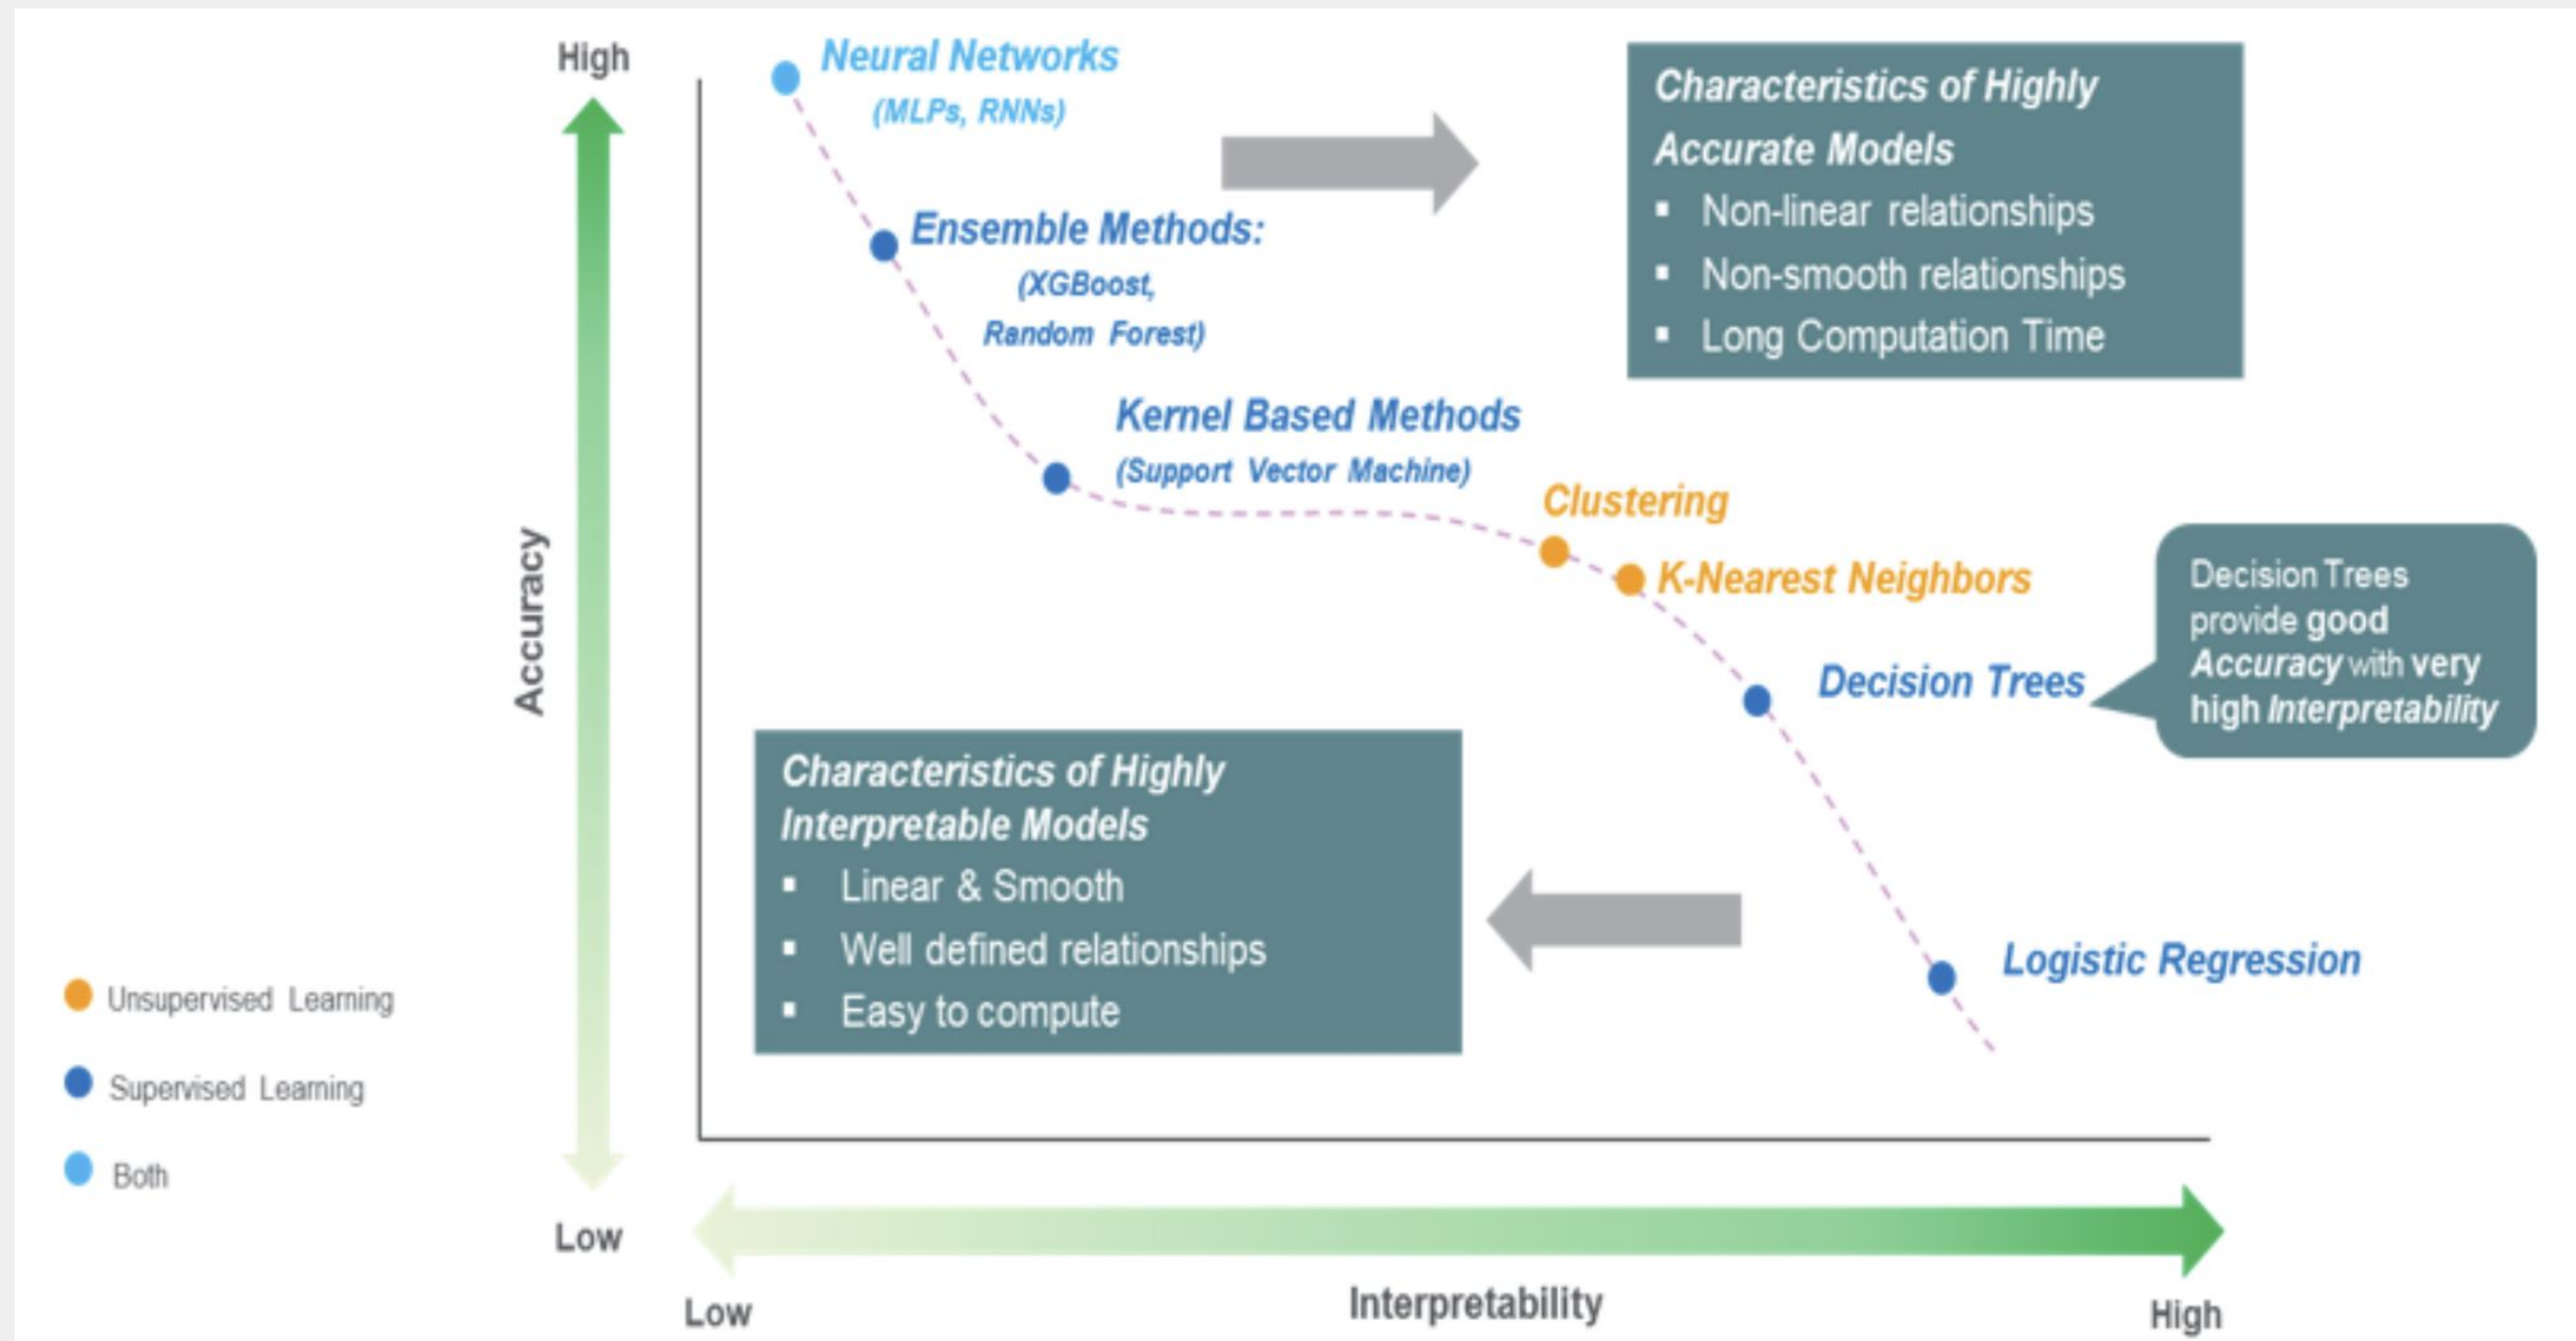 High
Neural Networks
(MLPs, RNNs)
Ensemble Methods:
(XGBoost,
Random Forest)
Kernel Based Methods
(Support Vector Machine)
Clustering
K-Nearest Neighbors
Decision Trees
Logistic Regression
Characteristics of Highly
Accurate Models
▪ Non-linear relationships
▪ Non-smooth relationships
▪ Long Computation Time
Decision Trees
provide good
Accuracy with very
high Interpretability
Accuracy
Characteristics of Highly
Interpretable Models
▪ Linear & Smooth
▪ Well defined relationships
▪ Easy to compute
Unsupervised Learning
Supervised Learning
Both
Low
Low
Interpretability
High